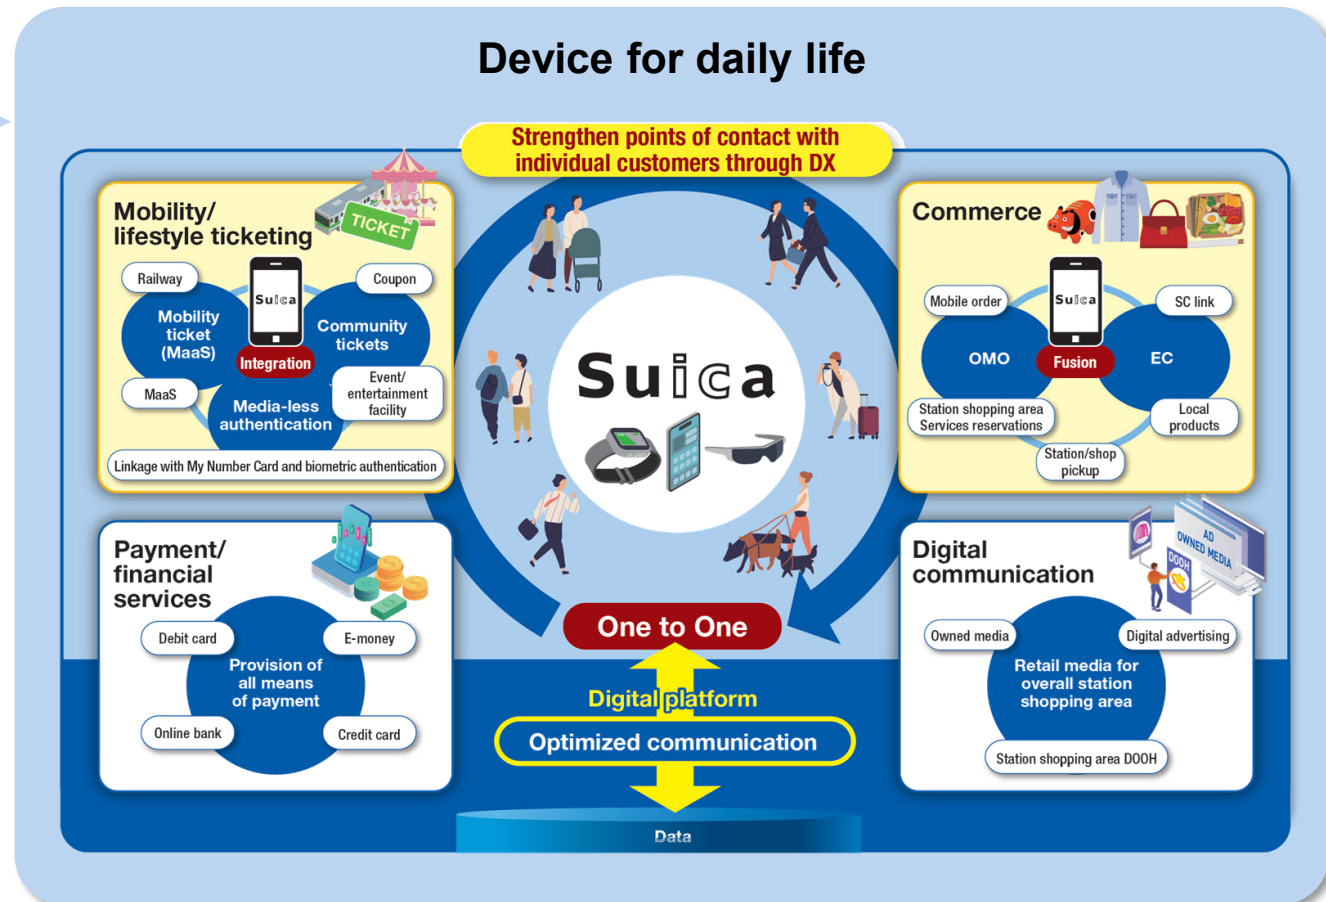 Device for daily life
Strengthen points of contact with
individual customers through DX
Mobility/
lifestyle ticketing
TICKET
Railway
Suica
Coupon
Mobility
ticket
(MaaS)
Community
tickets
Integration
MaaS
Event/
entertainment
facility
Media-less
authentication
Linkage with My Number Card and biometric authentication
Commerce
Mobile order
Suica
SC link
OMO
Fusion
EC
Station shopping area
Services reservations
Local
products
Station/shop
pickup
Suica
Payment/
financial
services
Debit card
E-money
Provision of
all means
of payment
Online bank
Credit card
One to One
Digital platform
Optimized communication
Data
Digital
communication
AD
OWNED MEDIA
DOOH
Owned media
Digital advertising
Retail media for
overall station
shopping area
Station shopping area DOOH